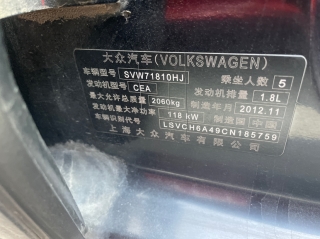 大众汽车(VOLKSWAGEN)
车辆型号 SVW71810HJ 乘坐人数 5
发动机型号 CEA 发动机排量 1.8L
最大允许总质量 2060kg 制造年月 2012.11
发动机最大净功率 118 kW 制造国 中国
车辆识别代号 LSVCH6A49CN185759
上海大众汽车有限公司